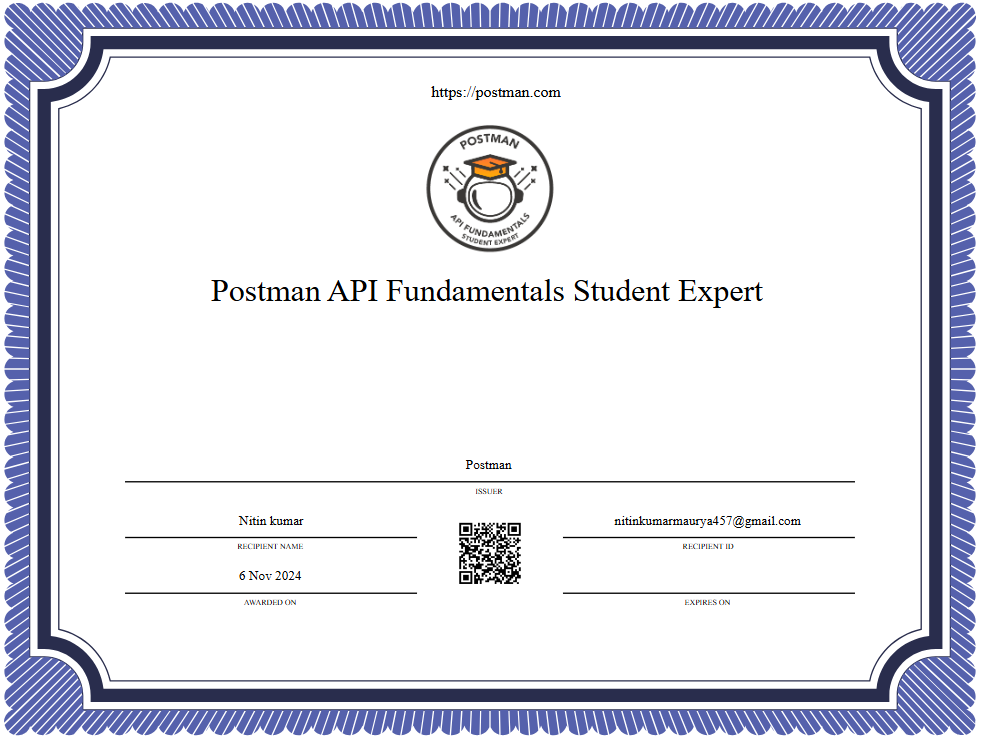 https://postman.com
POSTMAN
API FUNDAMENTALS
STUDENT EXPERT
Postman API Fundamentals Student Expert
Postman
ISSUER
Nitin kumar
nitinkumarmaurya457@gmail.com
RECIPIENT NAME
RECIPIENT ID
6 Nov 2024
AWARDED ON
EXPIRES ON